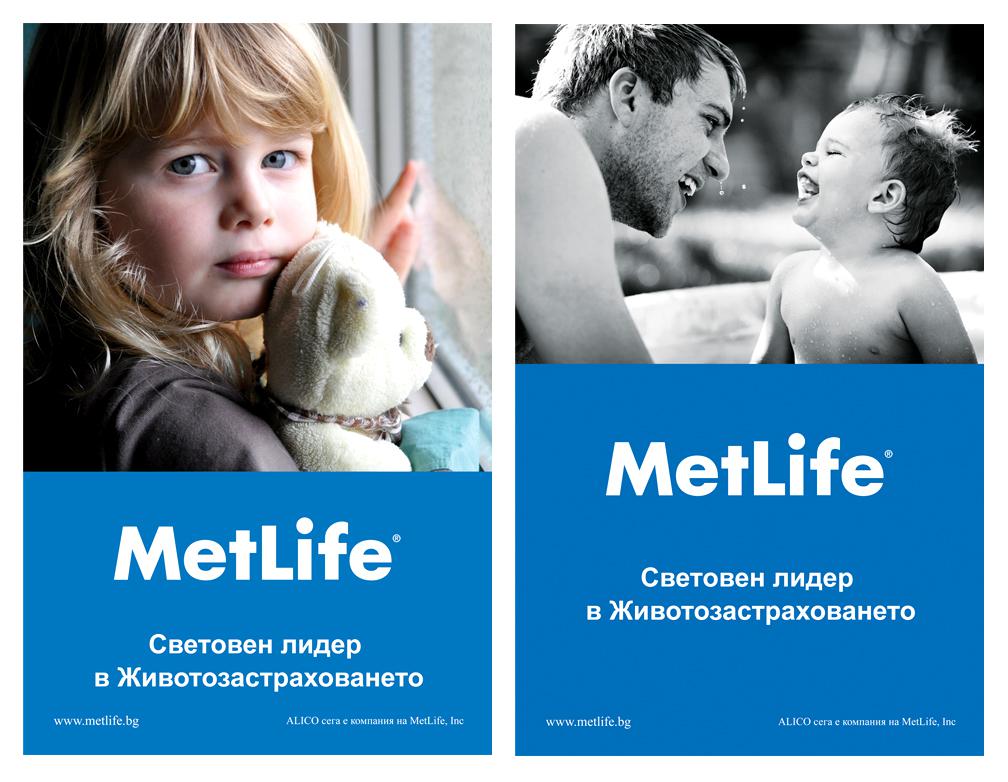 MetLife®
Световен лидер
в Животозастраховането
www.metlife.bg
ALICO сега е компания на MetLife, Inc
MetLife®
Световен лидер
в Животозастраховането
www.metlife.bg
ALICO сега е компания на MetLife, Inc